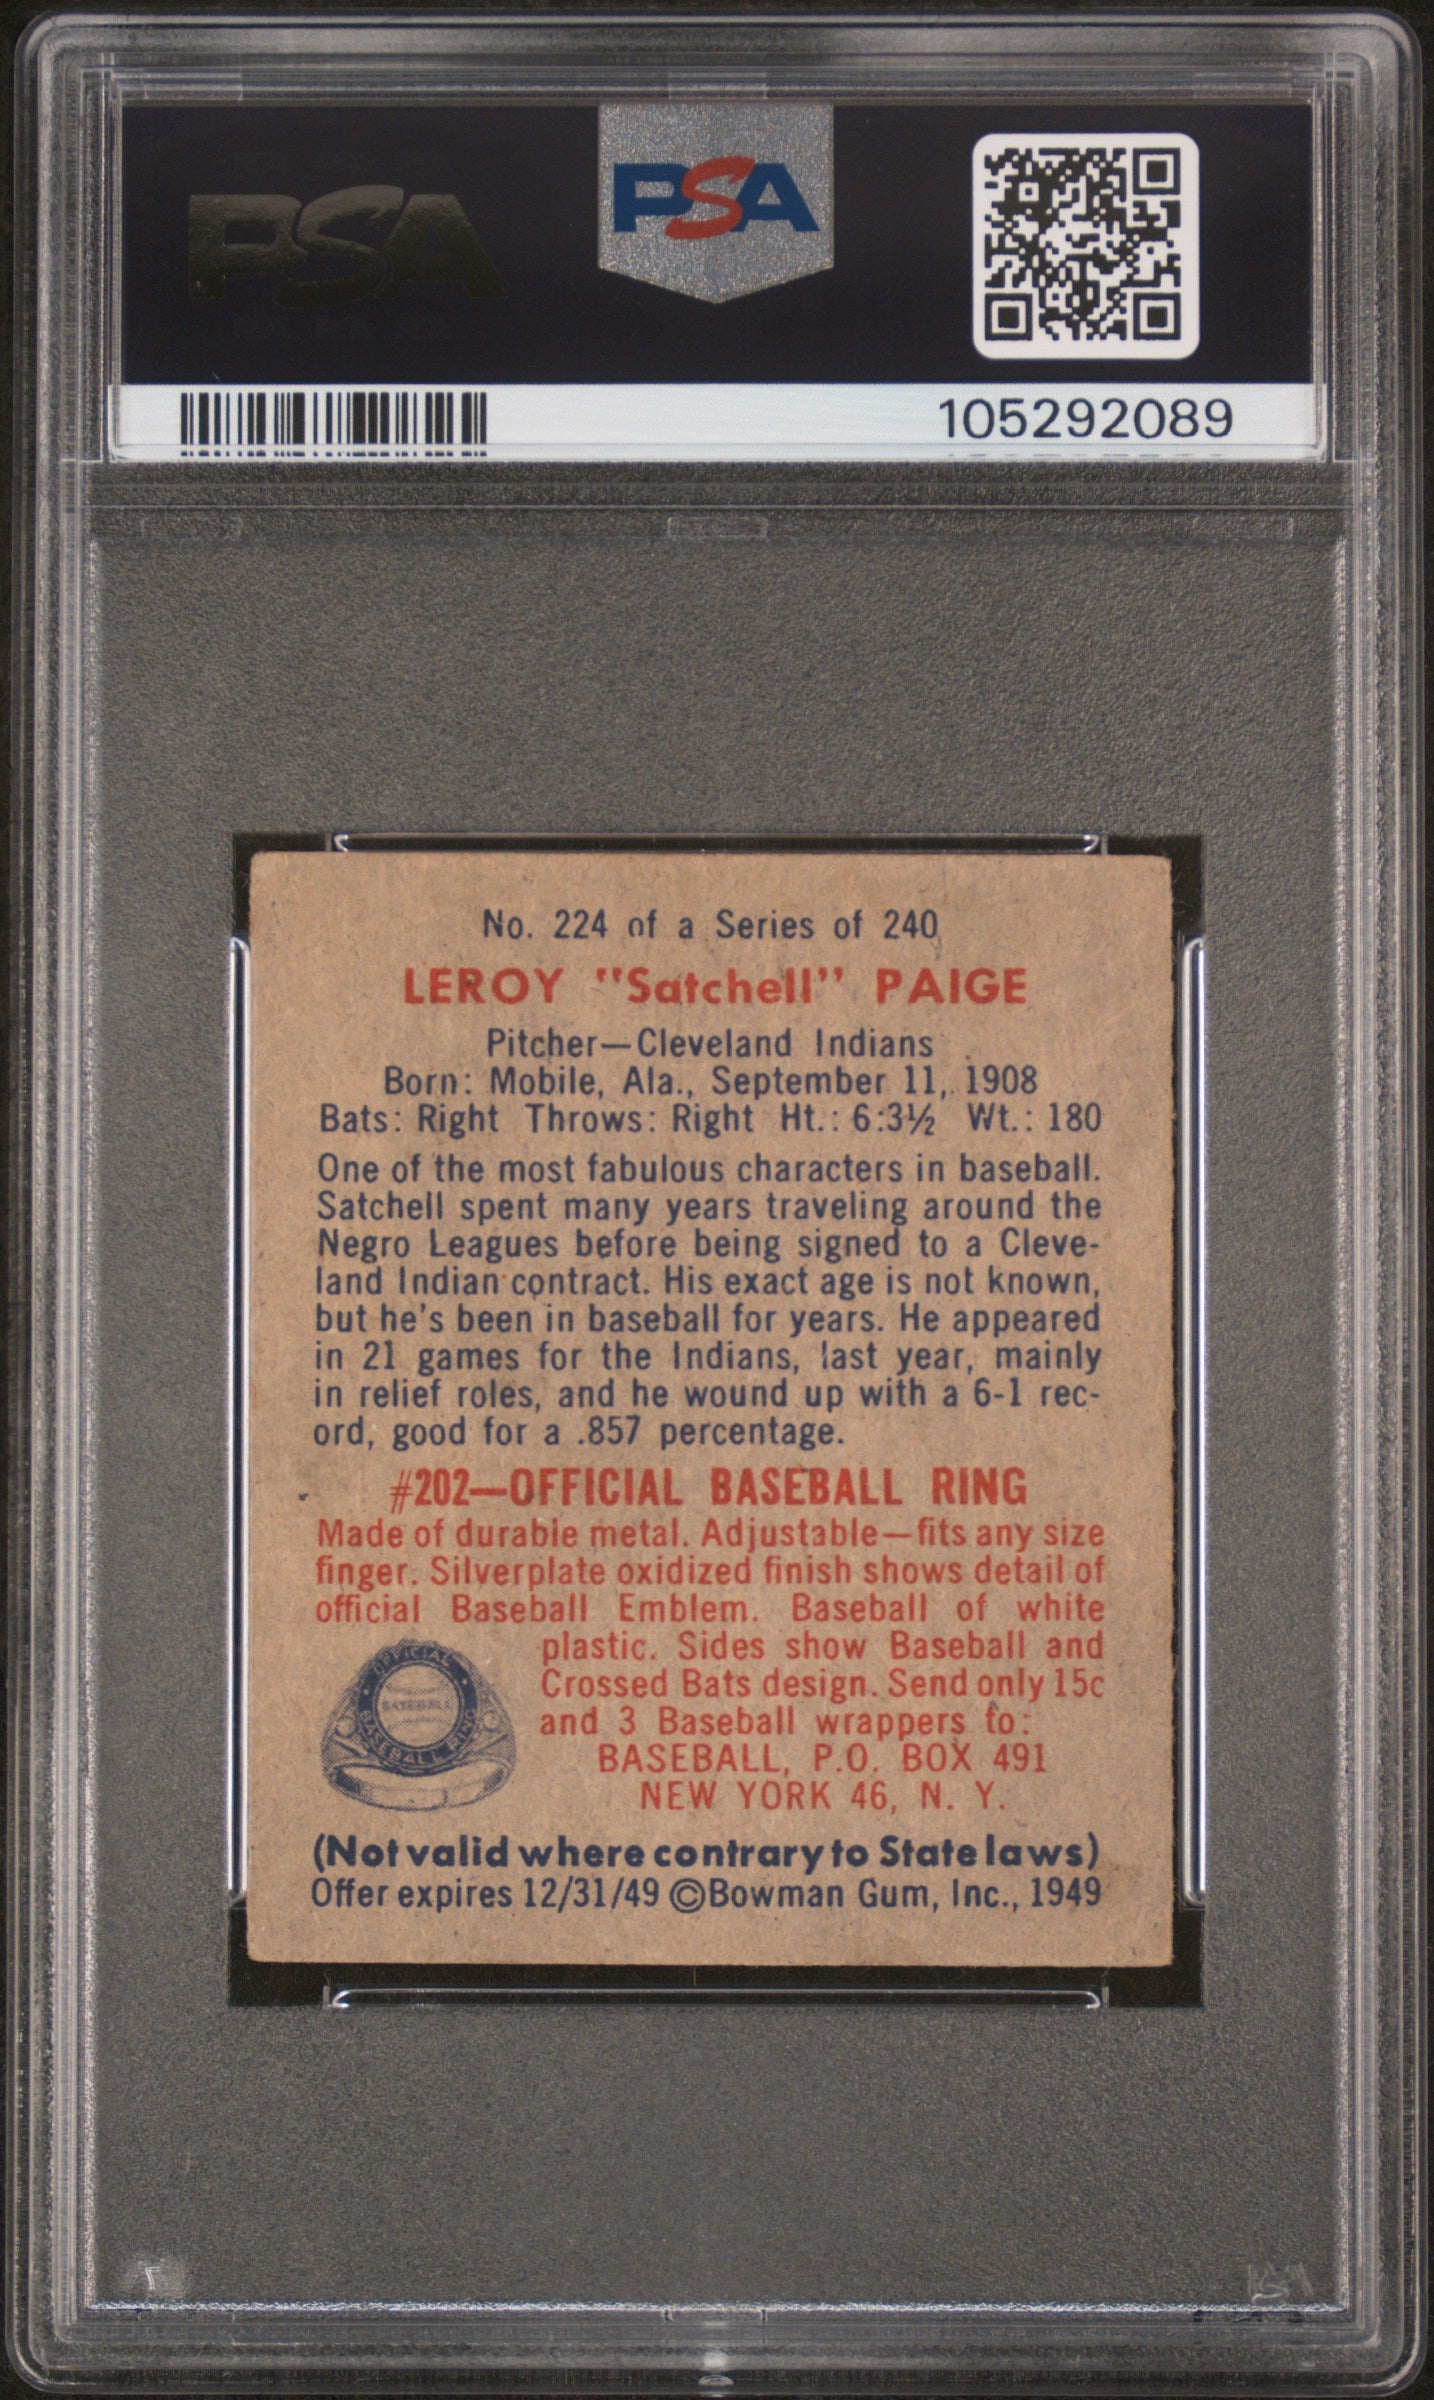 PSA
PSA
105292089
No. 224 of a Series of 240
LEROY "Satchell" PAIGE
Pitcher—Cleveland Indians
Born: Mobile, Ala., September 11, 1908
Bats: Right Throws: Right Ht.: 6:3½ Wt.: 180
One of the most fabulous characters in baseball.
Satchell spent many years traveling around the
Negro Leagues before being signed to a Cleve-
land Indian contract. His exact age is not known,
but he's been in baseball for years. He appeared
in 21 games for the Indians, last year, mainly
in relief roles, and he wound up with a 6-1 rec-
ord, good for a .857 percentage.
#202—OFFICIAL BASEBALL RING
Made of durable metal. Adjustable—fits any size
finger. Silverplate oxidized finish shows detail of
official Baseball Emblem. Baseball of white
plastic. Sides show Baseball and
Crossed Bats design. Send only 15c
and 3 Baseball wrappers to:
BASEBALL, P.O. BOX 491
NEW YORK 46, N. Y.
OFFICIAL
BASEBALL
BASEBALL RING
(Not valid where contrary to State laws)
Offer expires 12/31/49 ©Bowman Gum, Inc., 1949
PSA